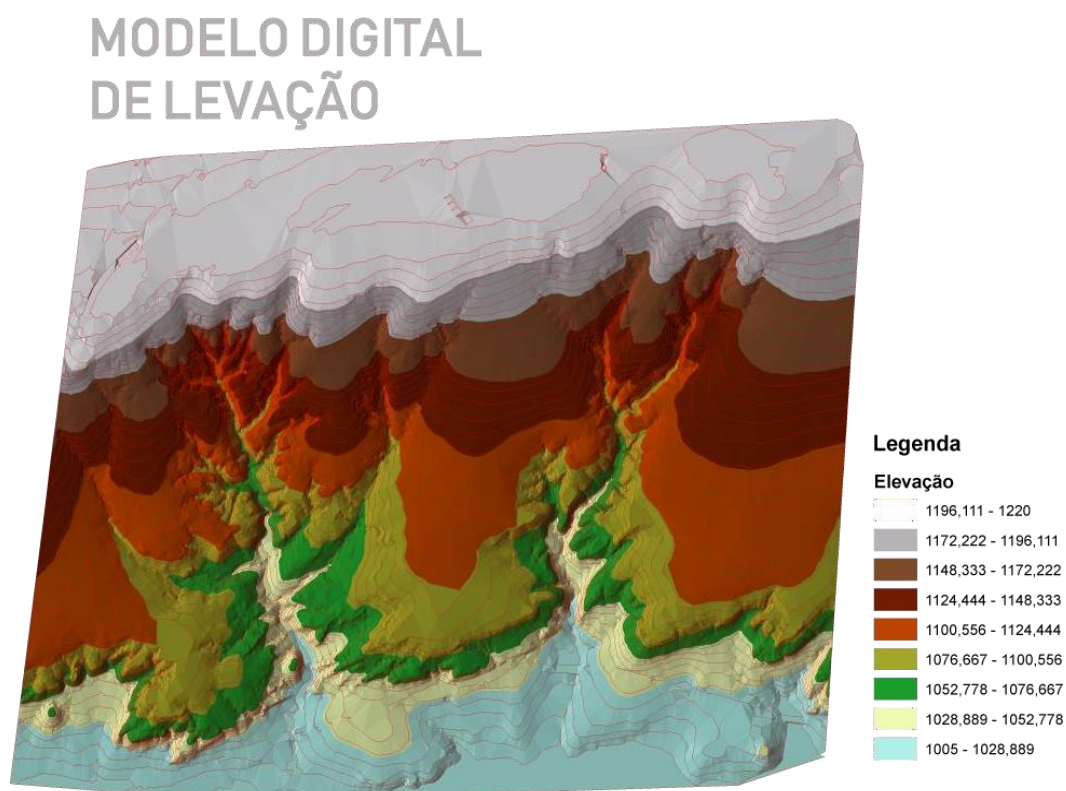 MODELO DIGITAL
DE LEVAÇÃO
Legenda
Elevação
1196,111 - 1220
1172,222 - 1196,111
1148,333 - 1172,222
1124,444 - 1148,333
1100,556 - 1124,444
1076,667 - 1100,556
1052,778 - 1076,667
1028,889 - 1052,778
1005 - 1028,889